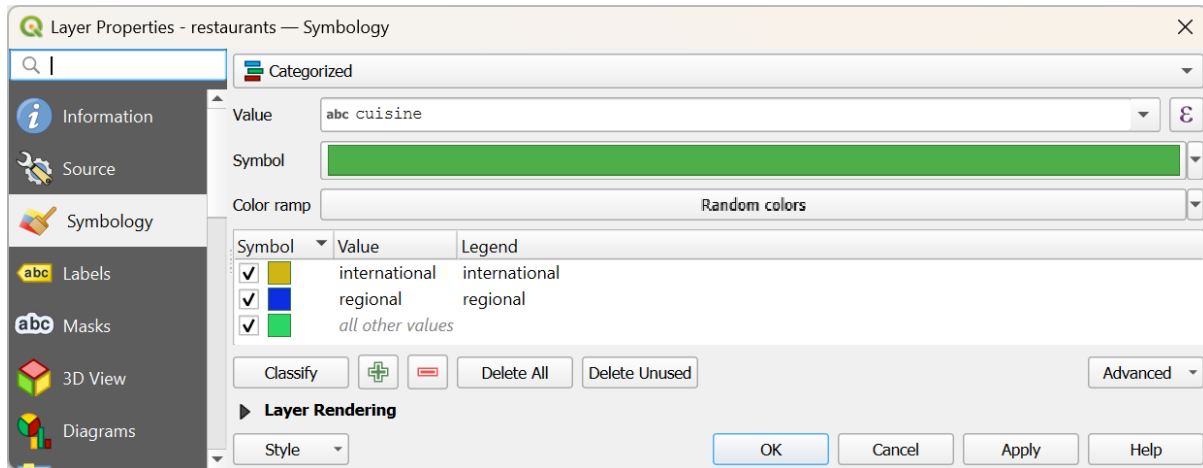 Layer Properties - restaurants — Symbology
Categorized
Information
Value abc cuisine ε
Source
Symbol
Symbology
Color ramp Random colors
Symbol Value Legend
abc Labels
international international
regional regional
abc Masks
all other values
3D View
Classify Delete All Delete Unused Advanced
Layer Rendering
Diagrams
Style OK Cancel Apply Help